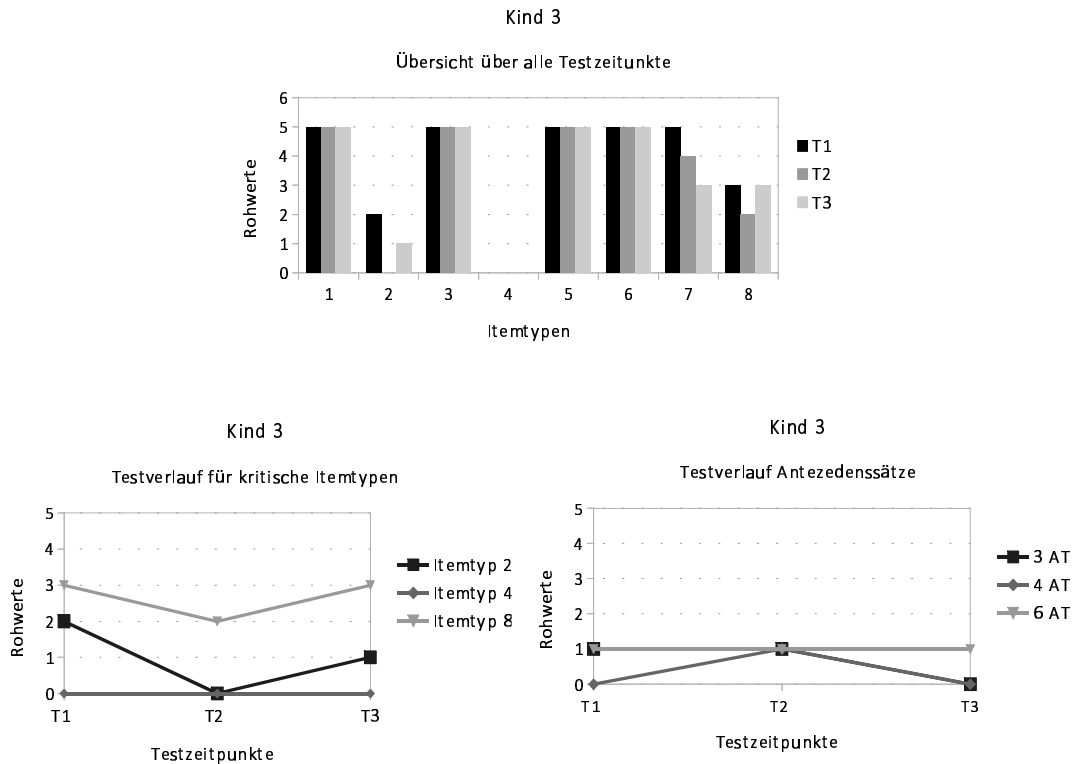 Kind 3
Übersicht über alle Testzeitunkte
6
5
4
3
2
1
0
Rohwerte
1 2 3 4 5 6 7 8
Itemtypen
T1
T2
T3
Kind 3
Testverlauf für kritische Itemtypen
5
4
3
2
1
0
Rohwerte
T1 T2 T3
Testzeitpunkte
Itemtyp 2
Itemtyp 4
Itemtyp 8
Kind 3
Testverlauf Antezedenssätze
5
4
3
2
1
0
Rohwerte
T1 T2 T3
Testzeitpunkte
3 AT
4 AT
6 AT